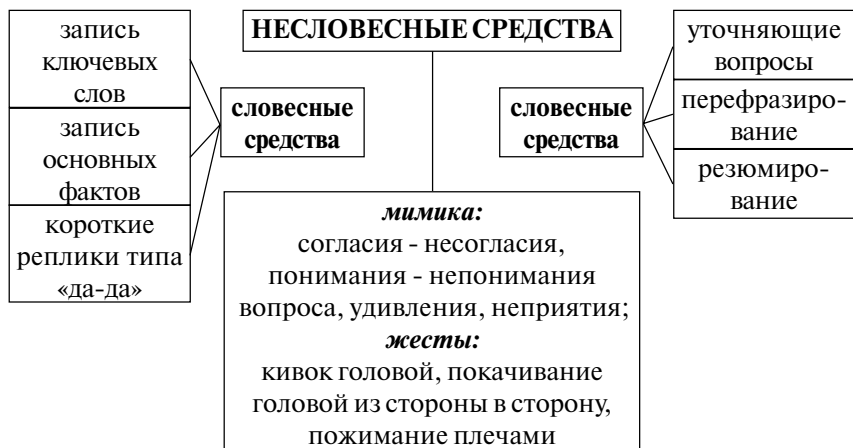 НЕСЛОВЕСНЫЕ СРЕДСТВА
запись
ключевых
слов
запись
основных
фактов
короткие
реплики типа
«да-да»
словесные
средства
словесные
средства
уточняющие
вопросы
перефразиро-
вание
резюмиро-
вание
мимика:
согласия - несогласия,
понимания - непонимания
вопроса, удивления, неприятия;
жесты:
кивок головой, покачивание
головой из стороны в сторону,
пожимание плечами